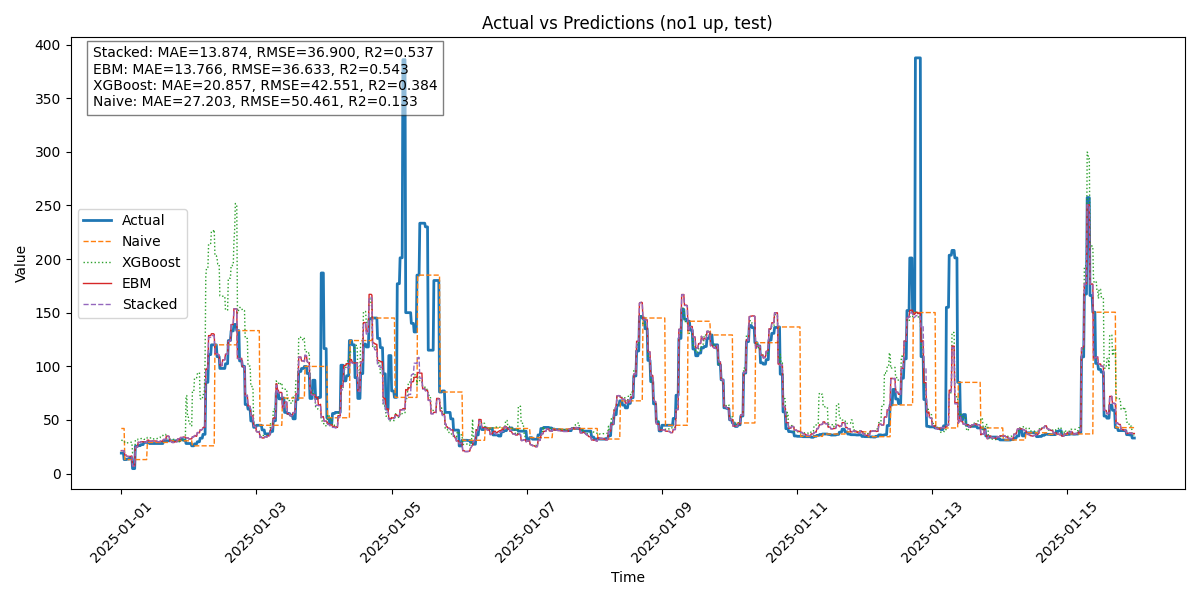 Actual vs Predictions (no1 up, test)
Stacked: MAE=13.874, RMSE=36.900, R2=0.537
EBM: MAE=13.766, RMSE=36.633, R2=0.543
XGBoost: MAE=20.857, RMSE=42.551, R2=0.384
Naive: MAE=27.203, RMSE=50.461, R2=0.133
400
350
300
250
200
150
100
50
0
Value
Actual
Naive
XGBoost
EBM
Stacked
2025-01-01
2025-01-03
2025-01-05
2025-01-07
2025-01-09
2025-01-11
2025-01-13
2025-01-15
Time